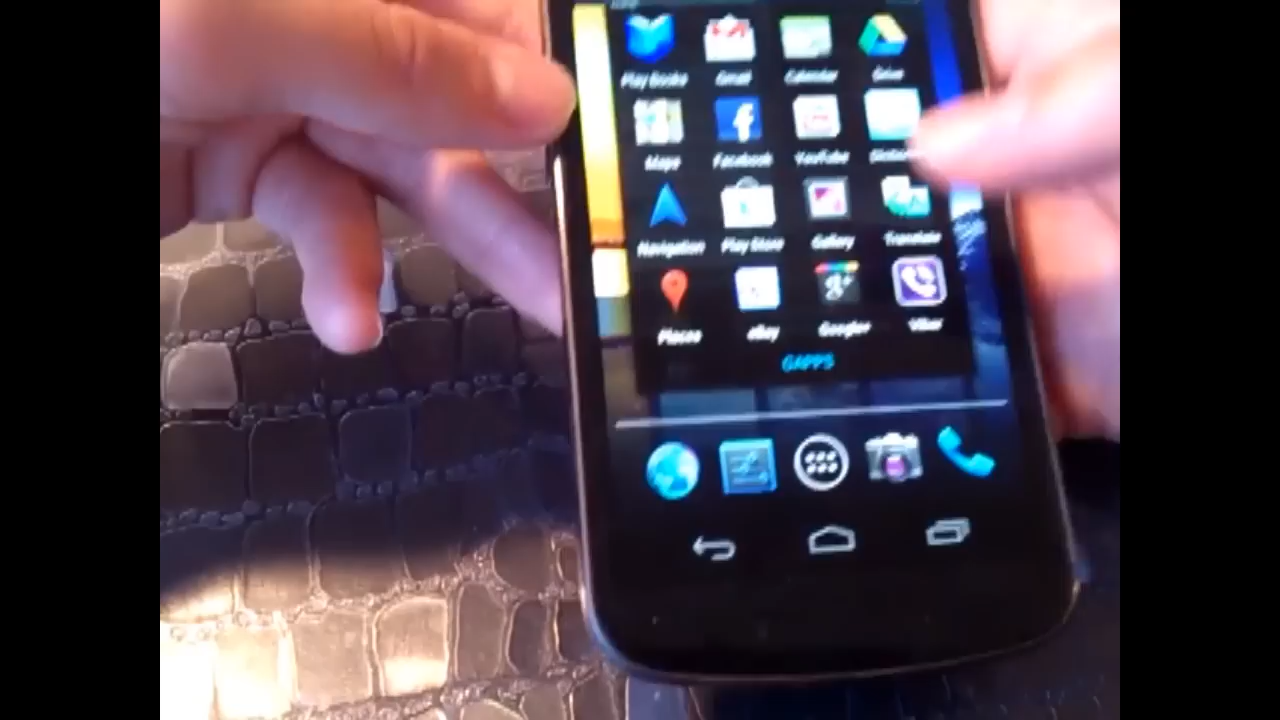 Play Books Gmail Calendar Drive
Maps Facebook YouTube
Navigation Play Store Gallery Translate
Places eBay Google+ Viber
GAPPS